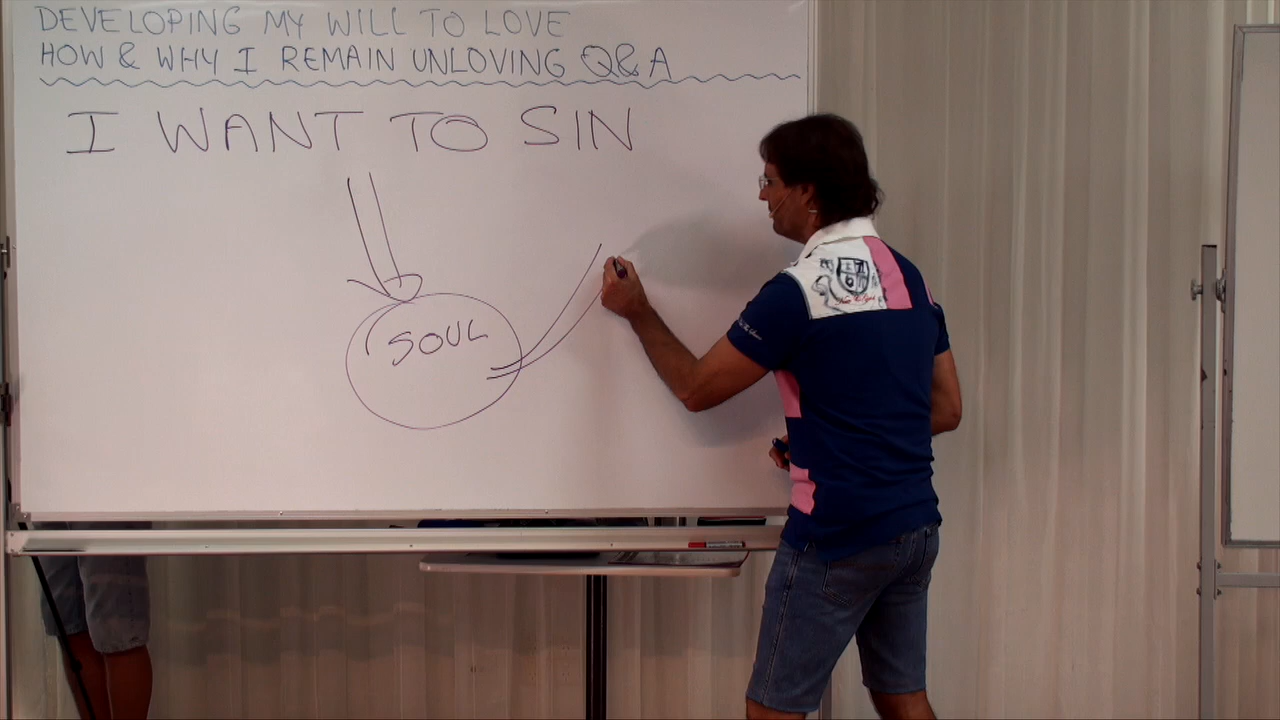 DEVELOPING MY WILL TO LOVE
HOW & WHY I REMAIN UNLOVING Q&A
I WANT TO SIN
SOUL